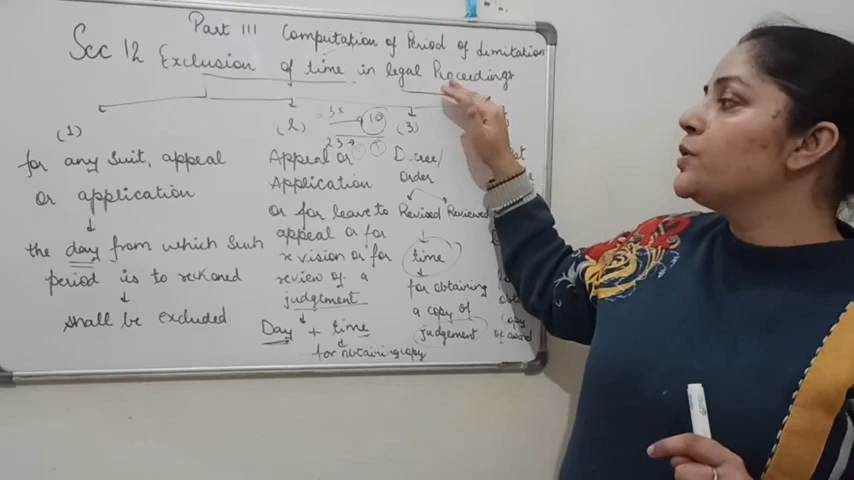 Part III Computation of Period of Limitation
Sec 12 Exclusion of time in legal Proceedings
(1)
for any suit, appeal
or application
the day from which such
period is to reckoned
shall be excluded
(2)
Appeal or
Application
or for leave to
appeal or for
revision or for
review of a
judgement
Day + time
for obtaining copy
10
(3)
Decree/
Order
Revised Reviewed
time
for obtaining
a copy of
judgement
copy